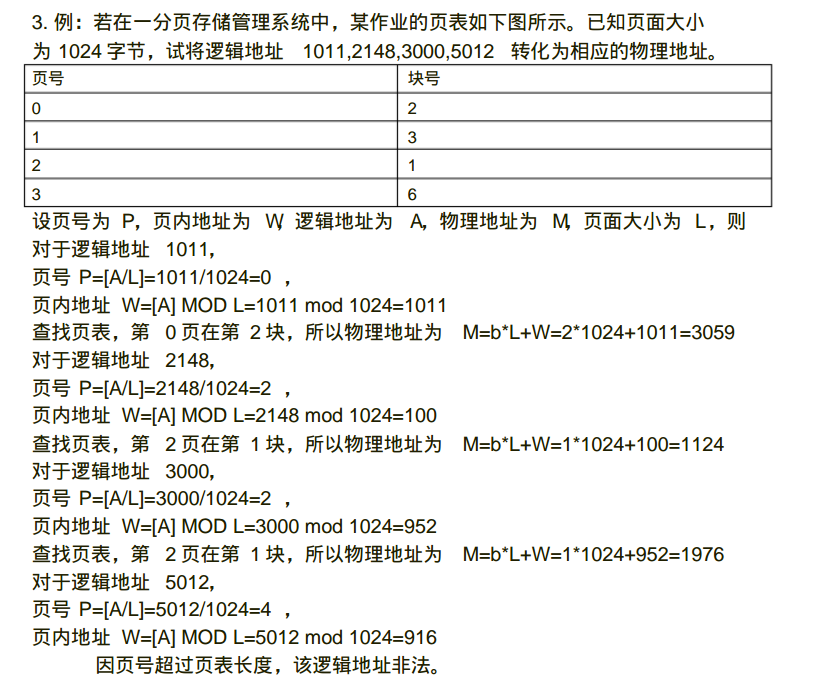 3. 例：若在一分页存储管理系统中，某作业的页表如下图所示。已知页面大小
为 1024 字节，试将逻辑地址 1011,2148,3000,5012 转化为相应的物理地址。
页号 块号
0 2
1 3
2 1
3 6
设页号为 P，页内地址为 W，逻辑地址为 A，物理地址为 M，页面大小为 L，则
对于逻辑地址 1011，
页号 P=[A/L]=1011/1024=0 ，
页内地址 W=[A] MOD L=1011 mod 1024=1011
查找页表，第 0 页在第 2 块，所以物理地址为 M=b*L+W=2*1024+1011=3059
对于逻辑地址 2148，
页号 P=[A/L]=2148/1024=2 ，
页内地址 W=[A] MOD L=2148 mod 1024=100
查找页表，第 2 页在第 1 块，所以物理地址为 M=b*L+W=1*1024+100=1124
对于逻辑地址 3000，
页号 P=[A/L]=3000/1024=2 ，
页内地址 W=[A] MOD L=3000 mod 1024=952
查找页表，第 2 页在第 1 块，所以物理地址为 M=b*L+W=1*1024+952=1976
对于逻辑地址 5012，
页号 P=[A/L]=5012/1024=4 ，
页内地址 W=[A] MOD L=5012 mod 1024=916
因页号超过页表长度，该逻辑地址非法。